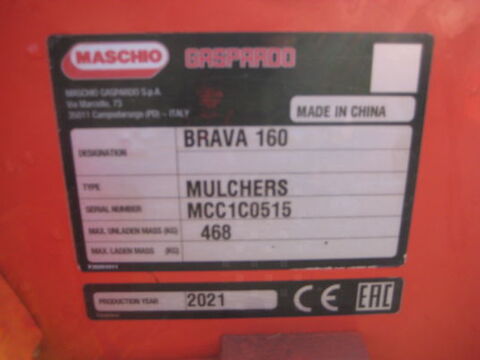 MASCHIO GASPARDO
MASCHIO GASPARDO S.p.A.
Via Marcello, 73
35011 Campodarsego (PD) - ITALY
MADE IN CHINA
DESIGNATION BRAVA 160
TYPE MULCHERS
SERIAL NUMBER MCC1C0515
MAX. UNLADEN MASS (KG) 468
MAX. LADEN MASS (KG)
PRODUCTION YEAR 2021 CE EAC